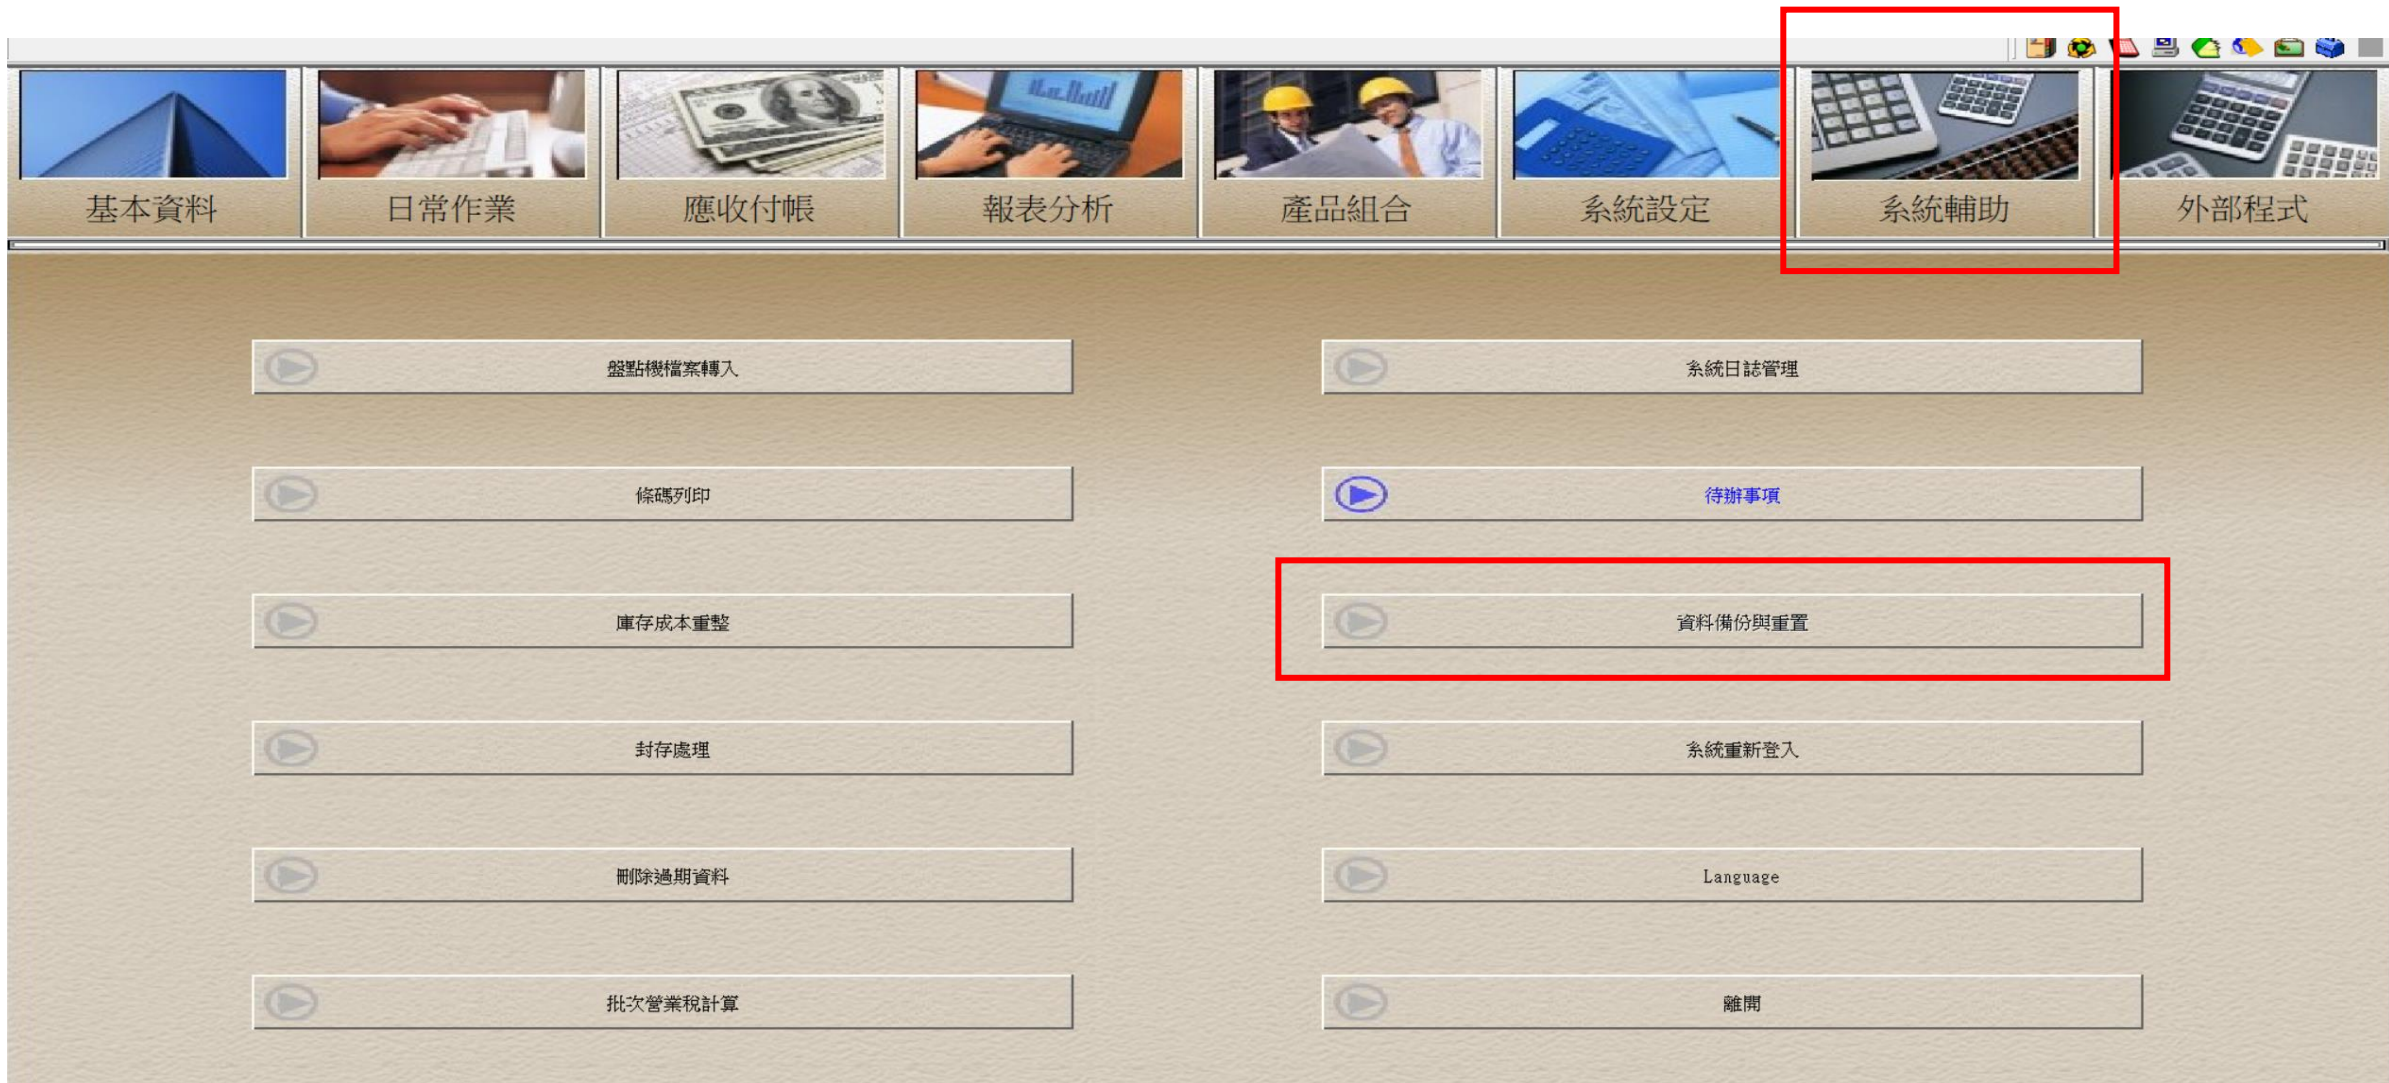 基本資料
日常作業
應收付帳
報表分析
產品組合
系統設定
系統輔助
外部程式
盤點機檔案轉入
系統日誌管理
條碼列印
待辦事項
庫存成本重整
資料備份與重置
封存處理
系統重新登入
刪除過期資料
Language
批次營業稅計算
離開